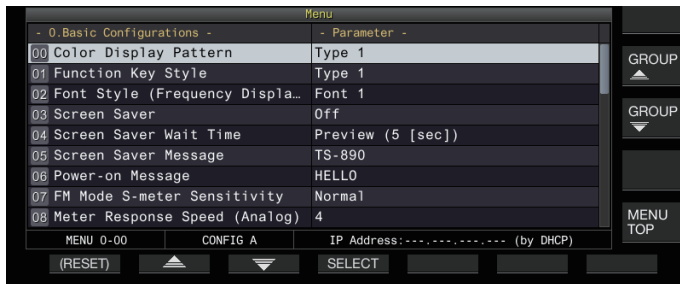 Menu
- 0.Basic Configurations - - Parameter -
00 Color Display Pattern Type 1
01 Function Key Style Type 1
02 Font Style (Frequency Displa… Font 1
03 Screen Saver Off
04 Screen Saver Wait Time Preview (5 [sec])
05 Screen Saver Message TS-890
06 Power-on Message HELLO
07 FM Mode S-meter Sensitivity Normal
08 Meter Response Speed (Analog) 4
MENU 0-00 CONFIG A IP Address:---.---.---.--- (by DHCP)
(RESET) SELECT
GROUP
GROUP
MENU
TOP